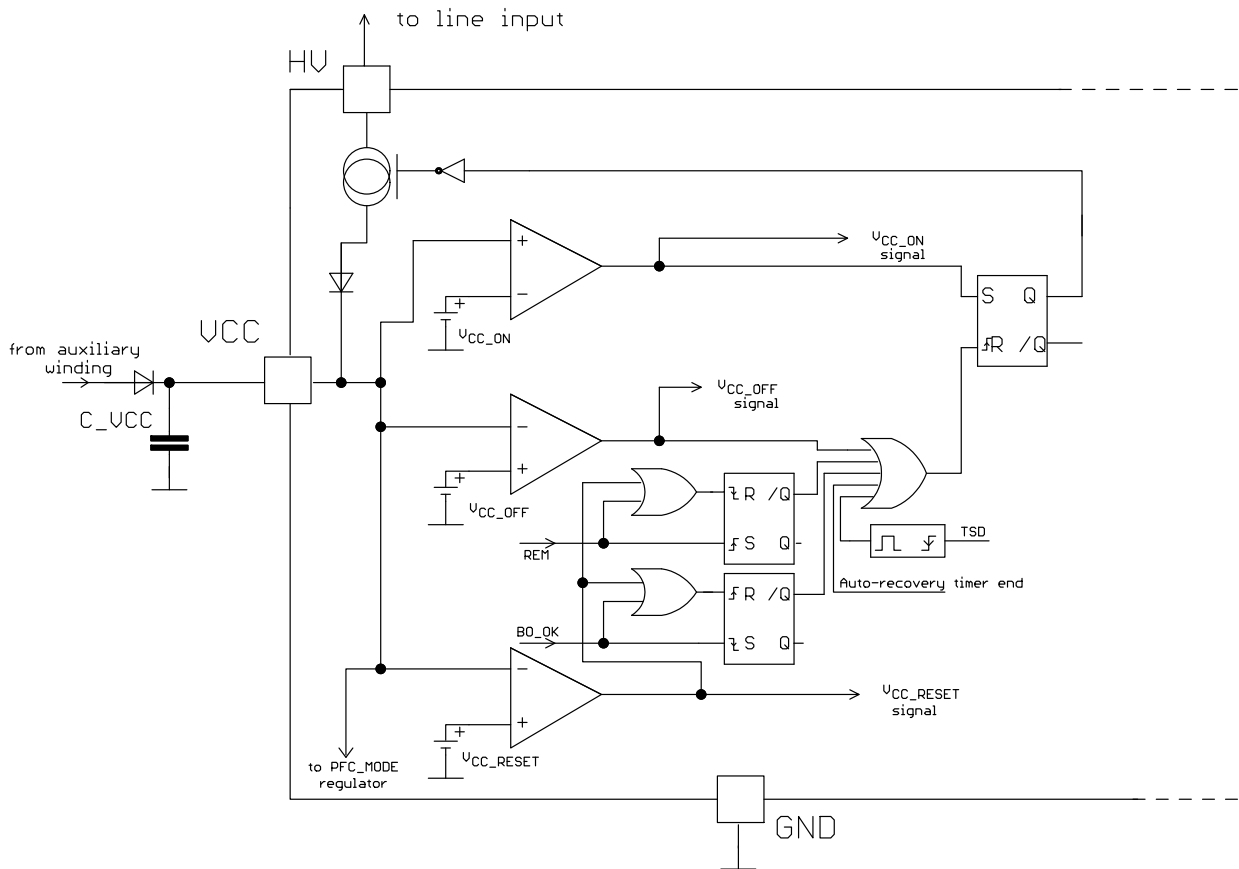 to line input
HV
VCC
from auxiliary
winding
C_VCC
+
-
+
VCC_ON
VCC_ON
signal
S Q
R /Q
VCC_OFF
signal
-
+
+
VCC_OFF
R /Q
S Q
REM
TSD
Auto-recovery timer end
R /Q
S Q
BO_OK
-
+
+
VCC_RESET
VCC_RESET
signal
to PFC_MODE
regulator
GND